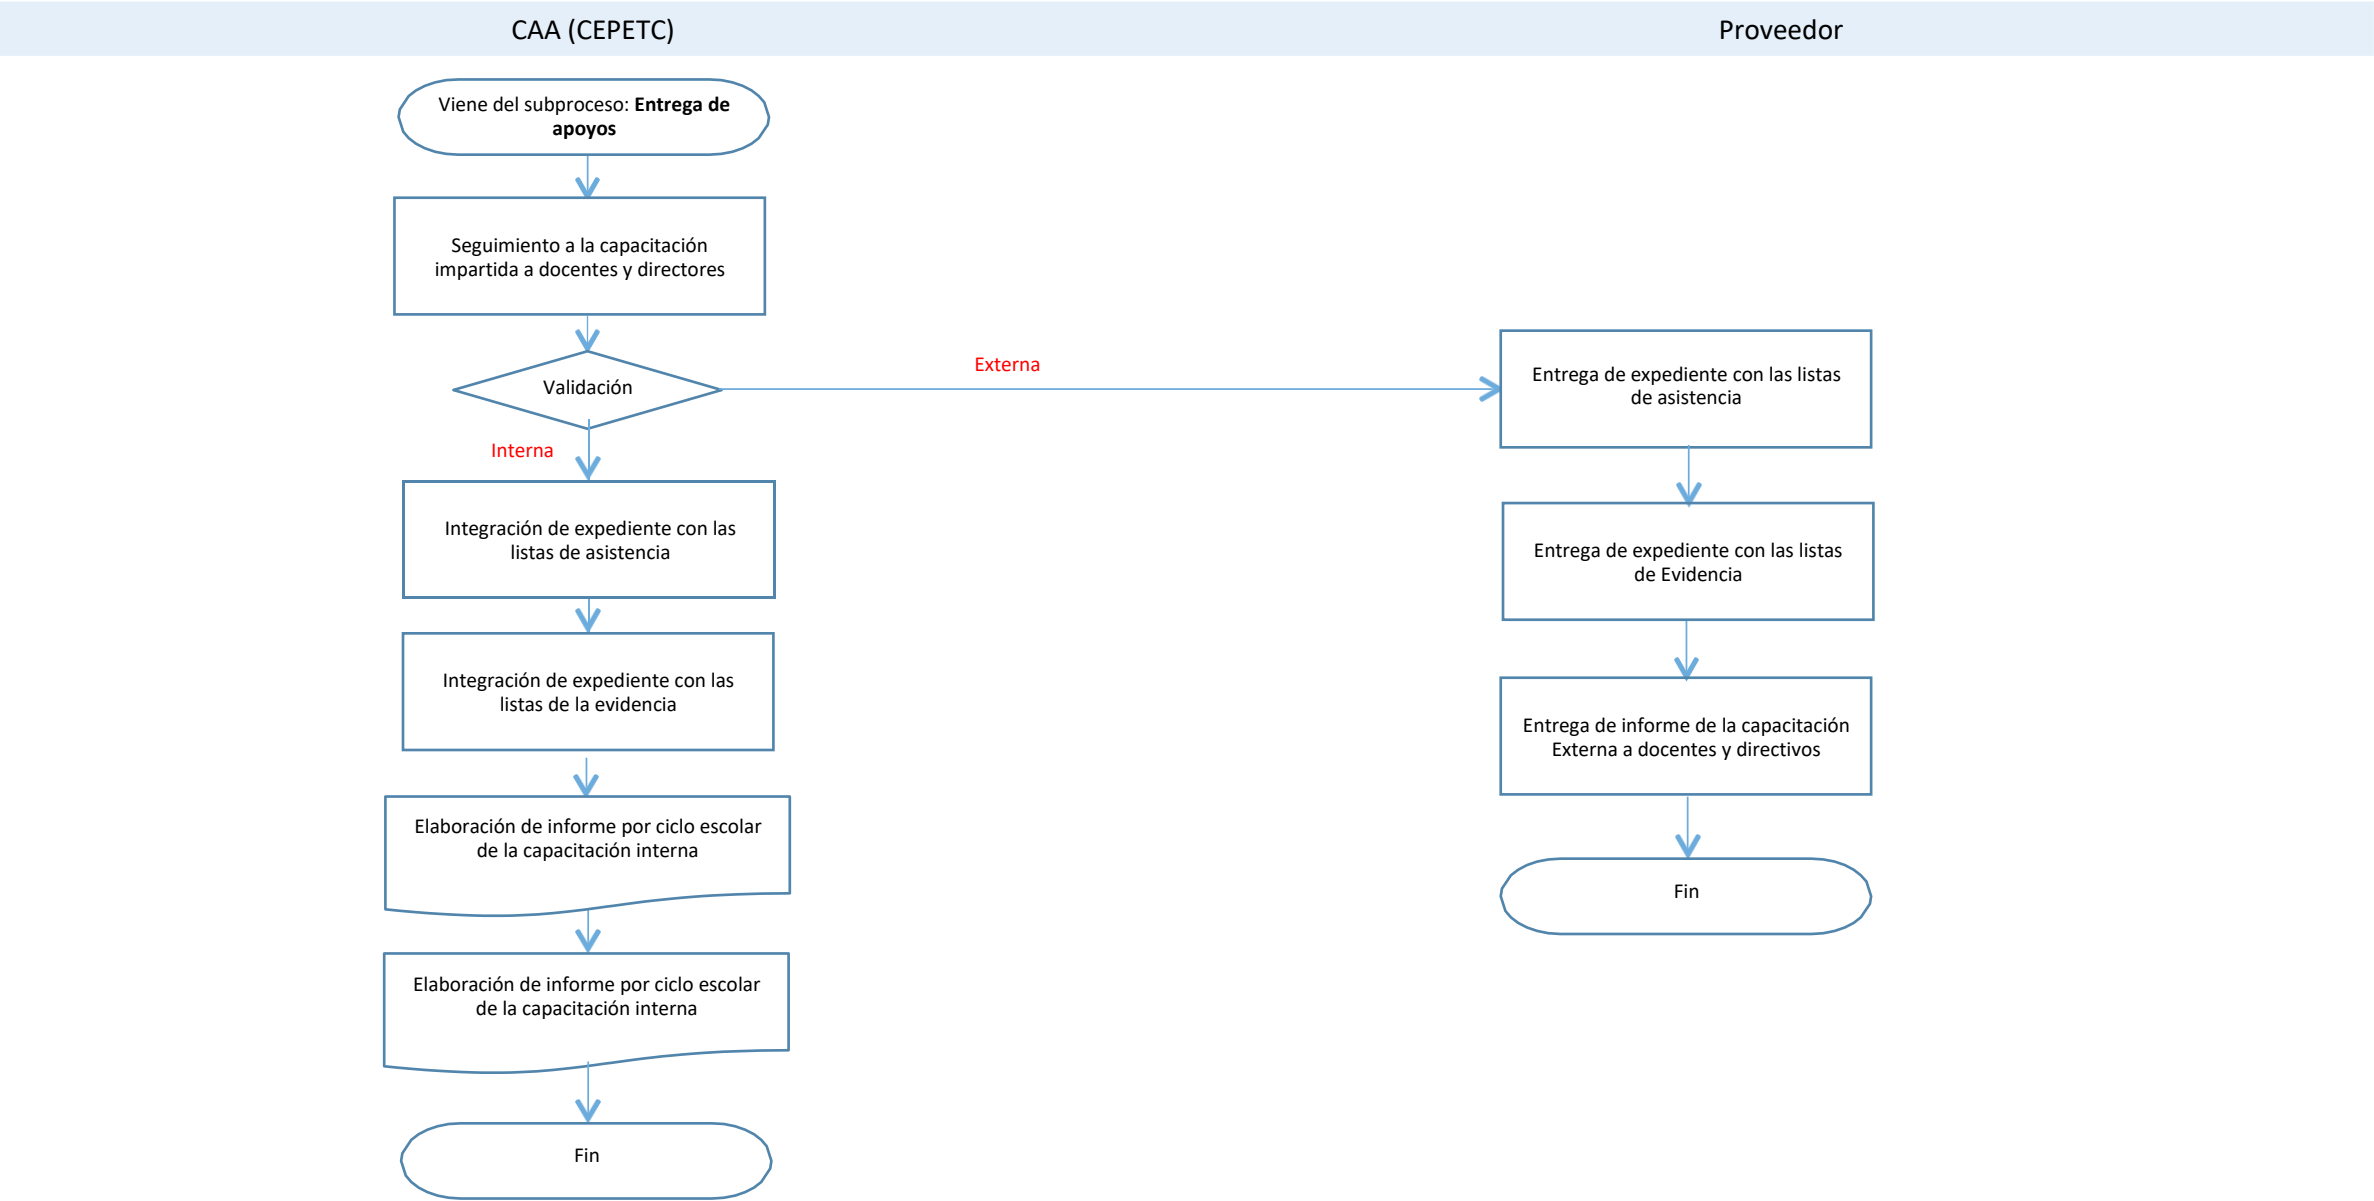 CAA (CEPETC)
Proveedor
Viene del subproceso: Entrega de
apoyos
Seguimiento a la capacitación
impartida a docentes y directores
Validación
Externa
Interna
Integración de expediente con las
listas de asistencia
Integración de expediente con las
listas de la evidencia
Elaboración de informe por ciclo escolar
de la capacitación interna
Elaboración de informe por ciclo escolar
de la capacitación interna
Fin
Entrega de expediente con las listas
de asistencia
Entrega de expediente con las listas
de Evidencia
Entrega de informe de la capacitación
Externa a docentes y directivos
Fin